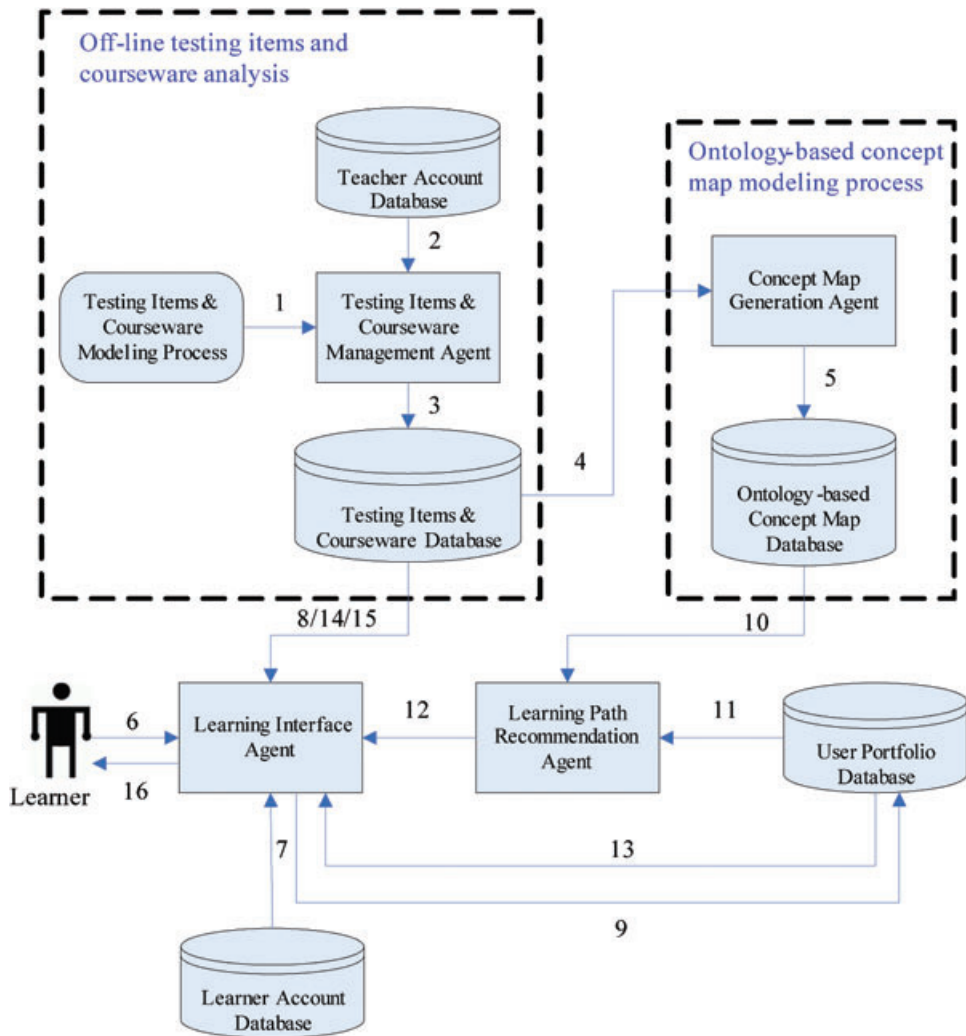 Off-line testing items and
courseware analysis
Teacher Account
Database
2
Testing Items &
Courseware
Modeling Process
1
Testing Items &
Courseware
Management Agent
3
Testing Items &
Courseware Database
4
Ontology-based concept
map modeling process
Concept Map
Generation Agent
5
Ontology-based
Concept Map
Database
8/14/15
10
Learner
6
16
Learning Interface
Agent
12
Learning Path
Recommendation
Agent
11
User Portfolio
Database
7
13
9
Learner Account
Database